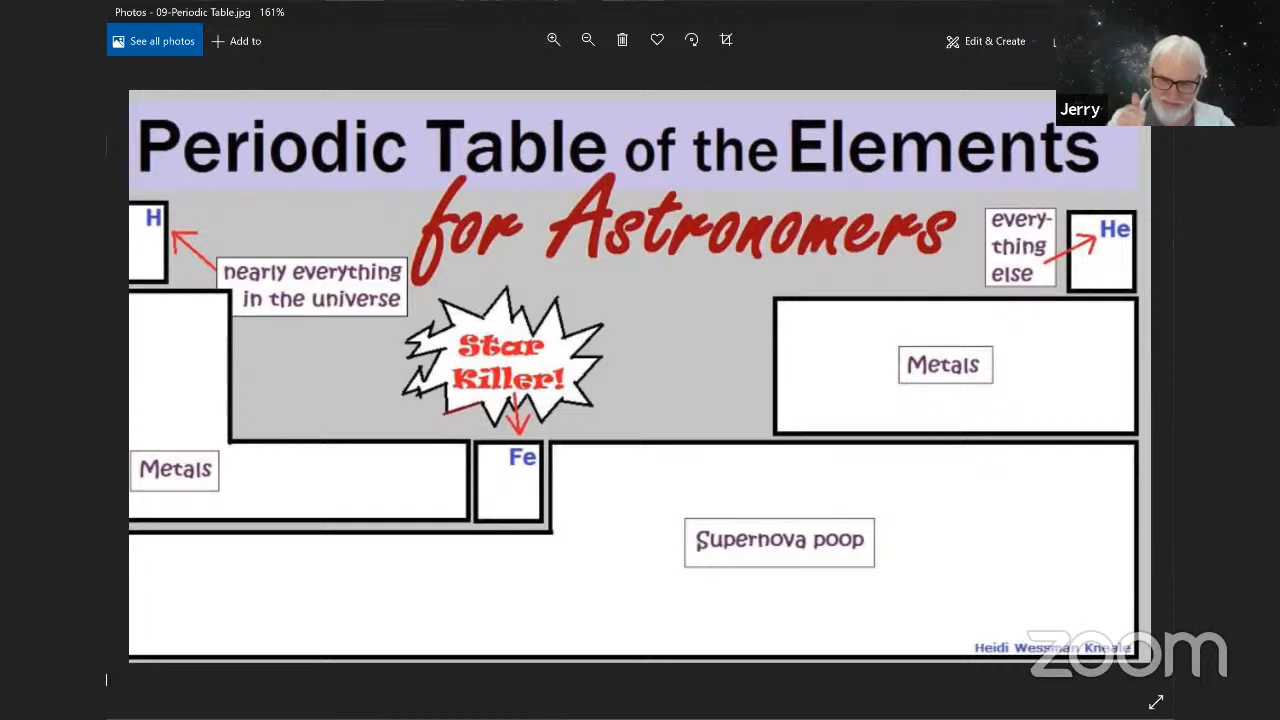 Photos - 09-Periodic Table.jpg 161%
See all photos
Add to
Edit & Create
Jerry
Periodic Table of the Elements
for Astronomers
H
nearly everything
in the universe
every-
thing
else
He
Star
Killer!
Metals
Fe
Metals
Supernova poop
Heidi Wessman Kneale
zoom